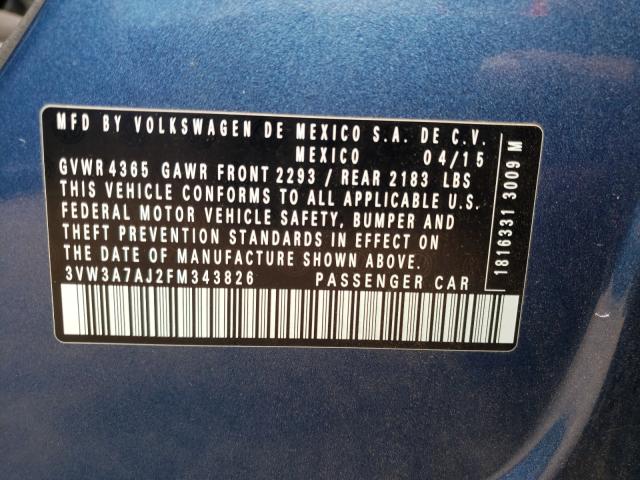 MFD BY VOLKSWAGEN DE MEXICO S.A. DE C.V.
MEXICO 04/15
GVWR 4365 GAWR FRONT 2293 / REAR 2183 LBS
THIS VEHICLE CONFORMS TO ALL APPLICABLE U.S.
FEDERAL MOTOR VEHICLE SAFETY, BUMPER AND
THEFT PREVENTION STANDARDS IN EFFECT ON
THE DATE OF MANUFACTURE SHOWN ABOVE.
3VW3A7AJ2FM343826 PASSENGER CAR
1816331 3009 M